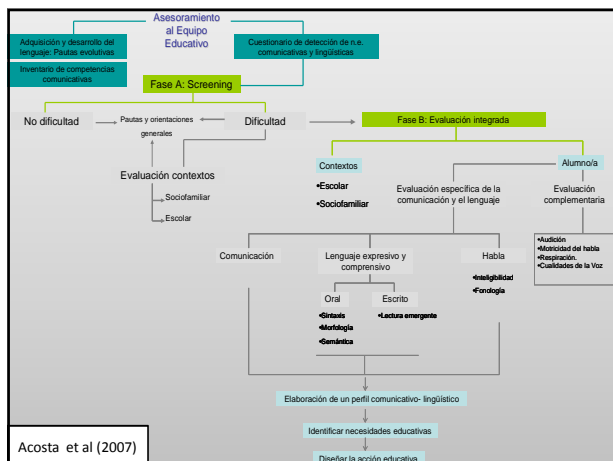 Asesoramiento
al Equipo
Educativo
Adquisición y desarrollo del
lenguaje: Pautas evolutivas
Cuestionario de detección de n.e.
comunicativas y lingüísticas
Inventario de competencias
comunicativas
Fase A: Screening
No dificultad
Pautas y orientaciones
generales
Dificultad
Fase B: Evaluación integrada
Evaluación contextos
Sociofamiliar
Escolar
Contextos
•Escolar
•Sociofamiliar
Alumno/a
Evaluación específica de la
comunicación y el lenguaje
Evaluación
complementaria
•Audición
•Motricidad del habla
•Respiración.
•Cualidades de la Voz
Comunicación
Lenguaje expresivo y
comprensivo
Habla
•Inteligibilidad
•Fonología
Oral
•Sintaxis
•Morfología
•Semántica
Escrito
•Lectura emergente
Elaboración de un perfil comunicativo- lingüístico
Identificar necesidades educativas
Diseñar la acción educativa
Acosta et al (2007)